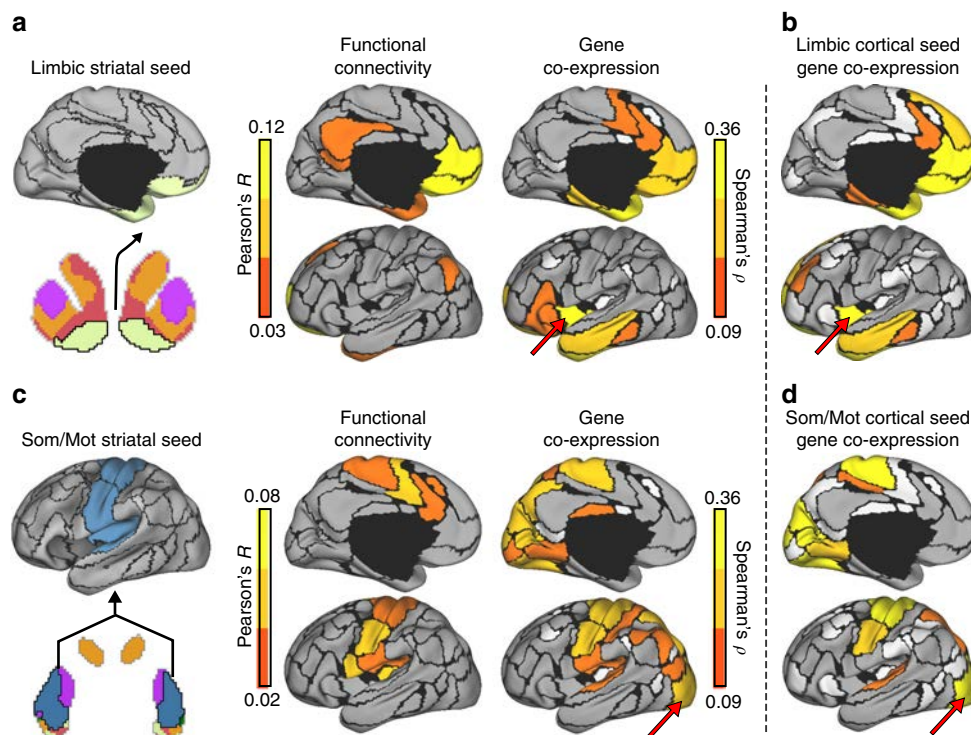 a
Limbic striatal seed
Functional
connectivity
Gene
co-expression
0.12
Pearson's R
0.03
0.36
Spearman's ρ
0.09
b
Limbic cortical seed
gene co-expression
c
Som/Mot striatal seed
Functional
connectivity
Gene
co-expression
0.08
Pearson's R
0.02
0.36
Spearman's ρ
0.09
d
Som/Mot cortical seed
gene co-expression